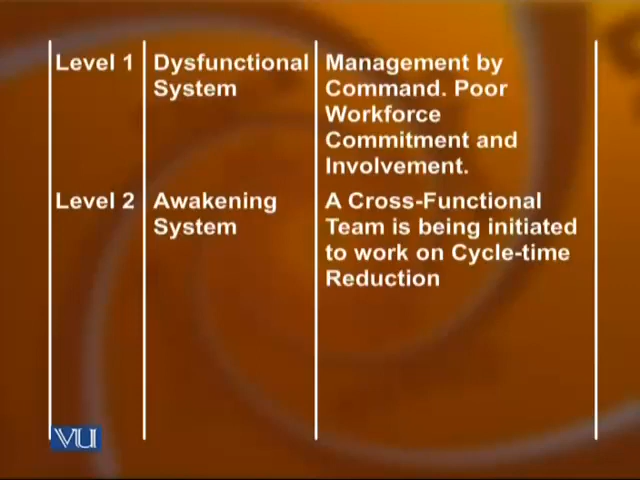 Level 1 Dysfunctional Management by
System Command. Poor
Workforce
Commitment and
Involvement.
Level 2 Awakening A Cross-Functional
System Team is being initiated
to work on Cycle-time
Reduction
VU